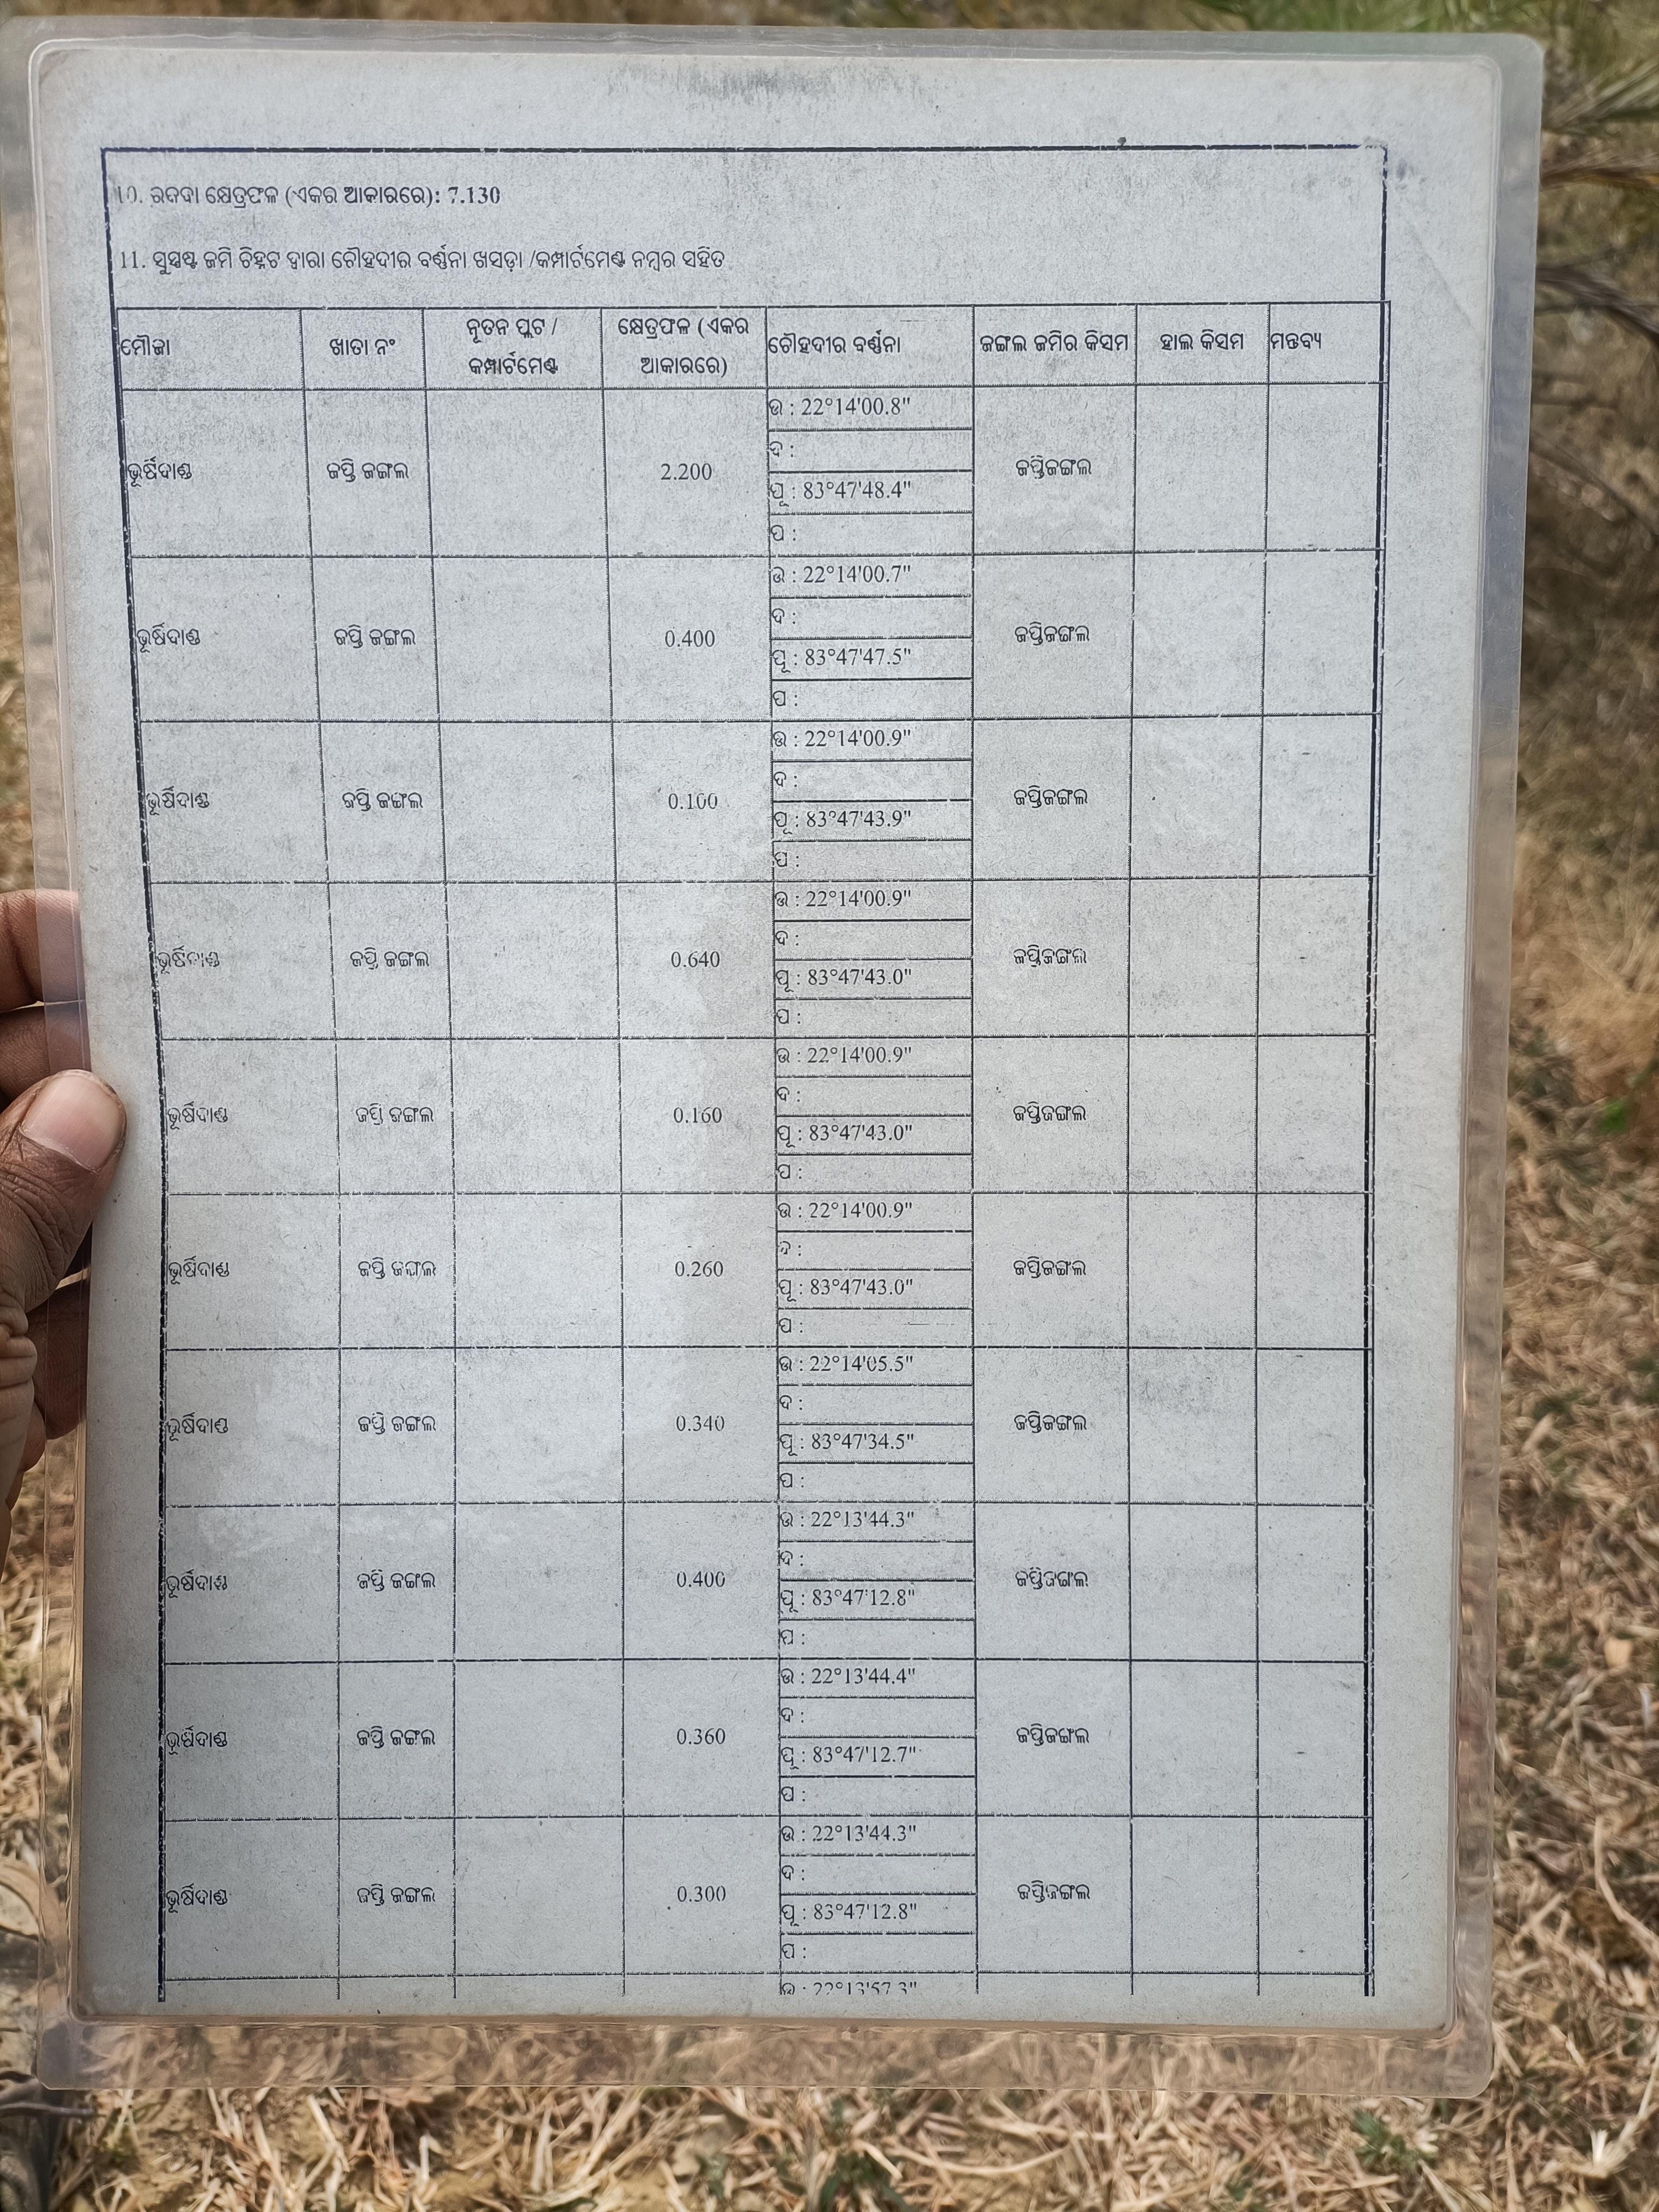 10. ରକବା କ୍ଷେତ୍ରଫଳ (ଏକର ଆକାରରେ): 7.130
11. ସୁସ୍ପଷ୍ଟ ଜମି ଚିହ୍ନଟ ଦ୍ୱାରା ଚୌହଦୀର ବର୍ଣ୍ଣନା ଖସଡ଼ା /କମ୍ପାର୍ଟମେଣ୍ଟ ନମ୍ବର ସହିତ
ମୌଜା ଖାତା ନଂ ନୂତନ ପ୍ଲଟ / କମ୍ପାର୍ଟମେଣ୍ଟ କ୍ଷେତ୍ରଫଳ (ଏକର ଆକାରରେ) ଚୌହଦୀର ବର୍ଣ୍ଣନା ଜଙ୍ଗଲ ଜମିର କିସମ ହାଲ କିସମ ମନ୍ତବ୍ୟ
ଉ : 22°14'00.8"
ଦ :
ଭୂର୍ଷିଦାଣ୍ଡ ଜପ୍ତି ଜଙ୍ଗଲ 2.200 ଜପ୍ତିଜଙ୍ଗଲ
ପୂ : 83°47'48.4"
ପ :
ଉ : 22°14'00.7"
ଦ :
ଭୂର୍ଷିଦାଣ୍ଡ ଜପ୍ତି ଜଙ୍ଗଲ 0.400 ଜପ୍ତିଜଙ୍ଗଲ
ପୂ : 83°47'47.5"
ପ :
ଉ : 22°14'00.9"
ଦ :
ଭୂର୍ଷିଦାଣ୍ଡ ଜପ୍ତି ଜଙ୍ଗଲ 0.100 ଜପ୍ତିଜଙ୍ଗଲ
ପୂ : 83°47'43.9"
ପ :
ଉ : 22°14'00.9"
ଦ :
ଭୂର୍ଷିଦାଣ୍ଡ ଜପ୍ତି ଜଙ୍ଗଲ 0.640 ଜପ୍ତିଜଙ୍ଗଲ
ପୂ : 83°47'43.0"
ପ :
ଉ : 22°14'00.9"
ଦ :
ଭୂର୍ଷିଦାଣ୍ଡ ଜପ୍ତି ଜଙ୍ଗଲ 0.160 ଜପ୍ତିଜଙ୍ଗଲ
ପୂ : 83°47'43.0"
ପ :
ଉ : 22°14'00.9"
ଦ :
ଭୂର୍ଷିଦାଣ୍ଡ ଜପ୍ତି ଜଙ୍ଗଲ 0.260 ଜପ୍ତିଜଙ୍ଗଲ
ପୂ : 83°47'43.0"
ପ :
ଉ : 22°14'05.5"
ଦ :
ଭୂର୍ଷିଦାଣ୍ଡ ଜପ୍ତି ଜଙ୍ଗଲ 0.340 ଜପ୍ତିଜଙ୍ଗଲ
ପୂ : 83°47'34.5"
ପ :
ଉ : 22°13'44.3"
ଦ :
ଭୂର୍ଷିଦାଣ୍ଡ ଜପ୍ତି ଜଙ୍ଗଲ 0.400 ଜପ୍ତିଜଙ୍ଗଲ
ପୂ : 83°47'12.8"
ପ :
ଉ : 22°13'44.4"
ଦ :
ଭୂର୍ଷିଦାଣ୍ଡ ଜପ୍ତି ଜଙ୍ଗଲ 0.360 ଜପ୍ତିଜଙ୍ଗଲ
ପୂ : 83°47'12.7"
ପ :
ଉ : 22°13'44.3"
ଦ :
ଭୂର୍ଷିଦାଣ୍ଡ ଜପ୍ତି ଜଙ୍ଗଲ 0.300 ଜପ୍ତିଜଙ୍ଗଲ
ପୂ : 83°47'12.8"
ପ :
ଉ : 22°13'57.3"